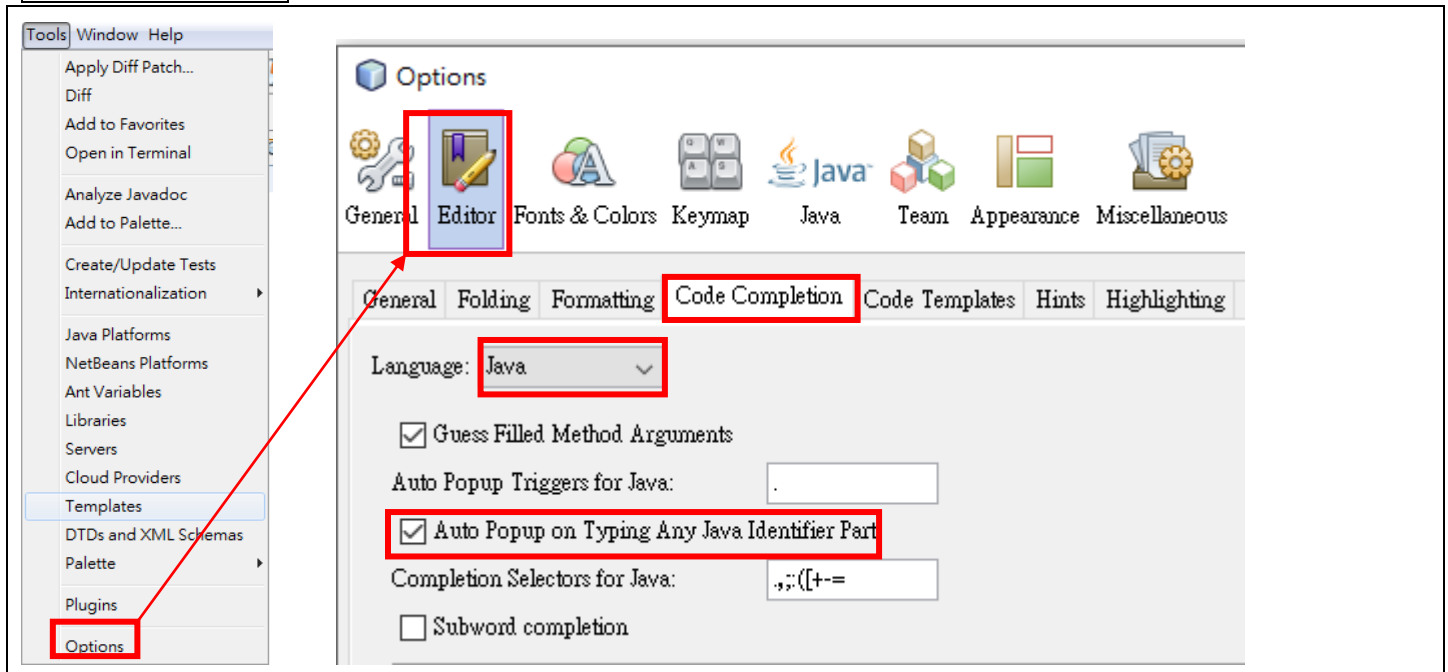 Tools Window Help
Apply Diff Patch...
Diff
Add to Favorites
Open in Terminal
Analyze Javadoc
Add to Palette...
Create/Update Tests
Internationalization
Java Platforms
NetBeans Platforms
Ant Variables
Libraries
Servers
Cloud Providers
Templates
DTDs and XML Schemas
Palette
Plugins
Options
Options
Q W
A S
Java
General Editor Fonts & Colors Keymap Java Team Appearance Miscellaneous
General Folding Formatting Code Completion Code Templates Hints Highlighting
Language: Java
Guess Filled Method Arguments
Auto Popup Triggers for Java: .
Auto Popup on Typing Any Java Identifier Part
Completion Selectors for Java: .,;:([+-=
Subword completion